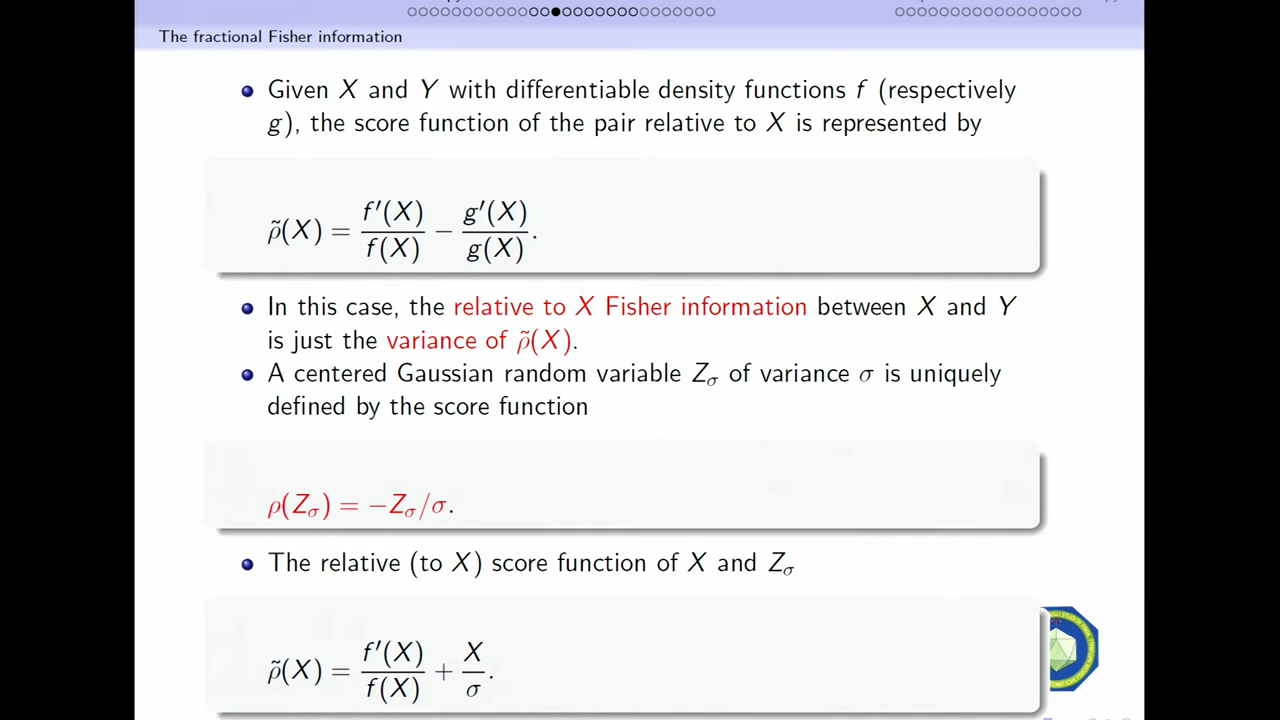 The fractional Fisher information
Given X and Y with differentiable density functions f (respectively
g), the score function of the pair relative to X is represented by
ρ̃(X) = f′(X)/f(X) − g′(X)/g(X).
In this case, the relative to X Fisher information between X and Y
is just the variance of ρ̃(X).
A centered Gaussian random variable Z_σ of variance σ is uniquely
defined by the score function
ρ(Z_σ) = −Z_σ/σ.
The relative (to X) score function of X and Z_σ
ρ̃(X) = f′(X)/f(X) + X/σ.